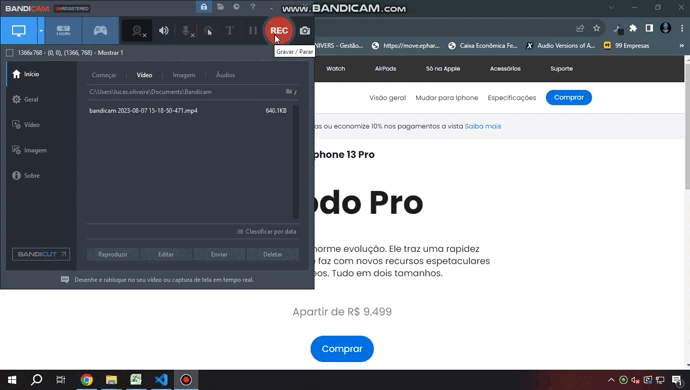 BANDICAM UN-REGISTERED
WWW.BANDICAM.COM
HDMI
REC
Gravar / Parar
1366x768 - (0, 0), (1366, 768) - Mostrar 1
Início
Geral
Vídeo
Imagem
Sobre
BANDICUT
Começar Vídeo Imagem Áudios
C:\Users\lucas.oliveira\Documents\Bandicam
bandicam 2023-08-07 15-18-50-471.mp4 640,1KB
Classificar por data
Reproduzir Editar Enviar Deletar
Desenhe e rabisque no seu vídeo ou captura de tela em tempo real.
NIVERS - Gestão... https://move.ephar... Caixa Econômica Fe... Audio Versions of A... 99 Empresas »
Watch AirPods Só na Apple Acessórios Suporte
Visão geral Mudar para Iphone Especificações Comprar
as ou economize 10% nos pagamentos a vista Saiba mais
phone 13 Pro
do Pro
norme evolução. Ele traz uma rapidez
e faz com novos recursos espetaculares
eos. Tudo em dois tamanhos.
Apartir de R$ 9.499
Comprar